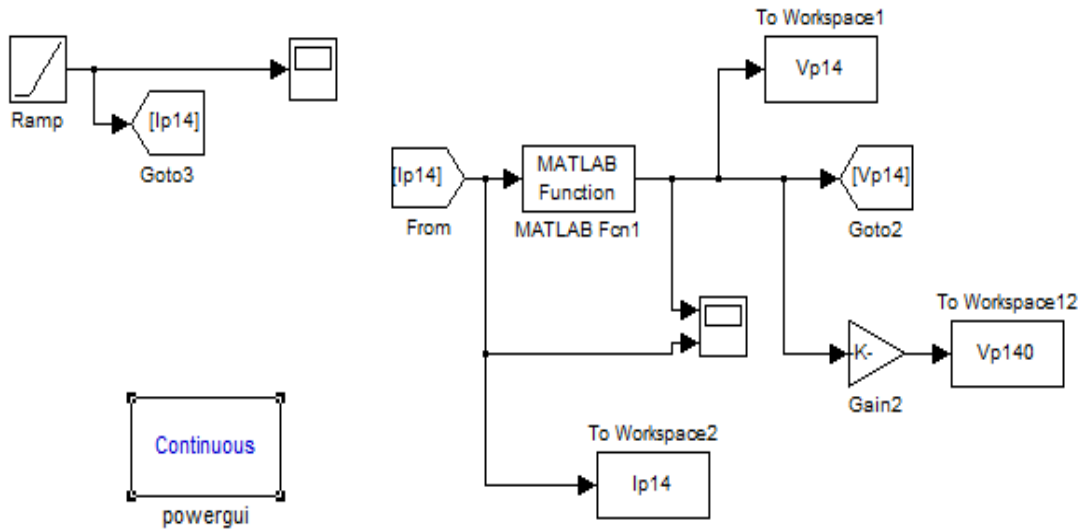 To Workspace1
Vp14
Ramp
[Ip14]
Goto3
[Ip14]
From
MATLAB
Function
MATLAB Fcn1
[Vp14]
Goto2
To Workspace12
-K-
Vp140
Gain2
Continuous
powergui
To Workspace2
Ip14